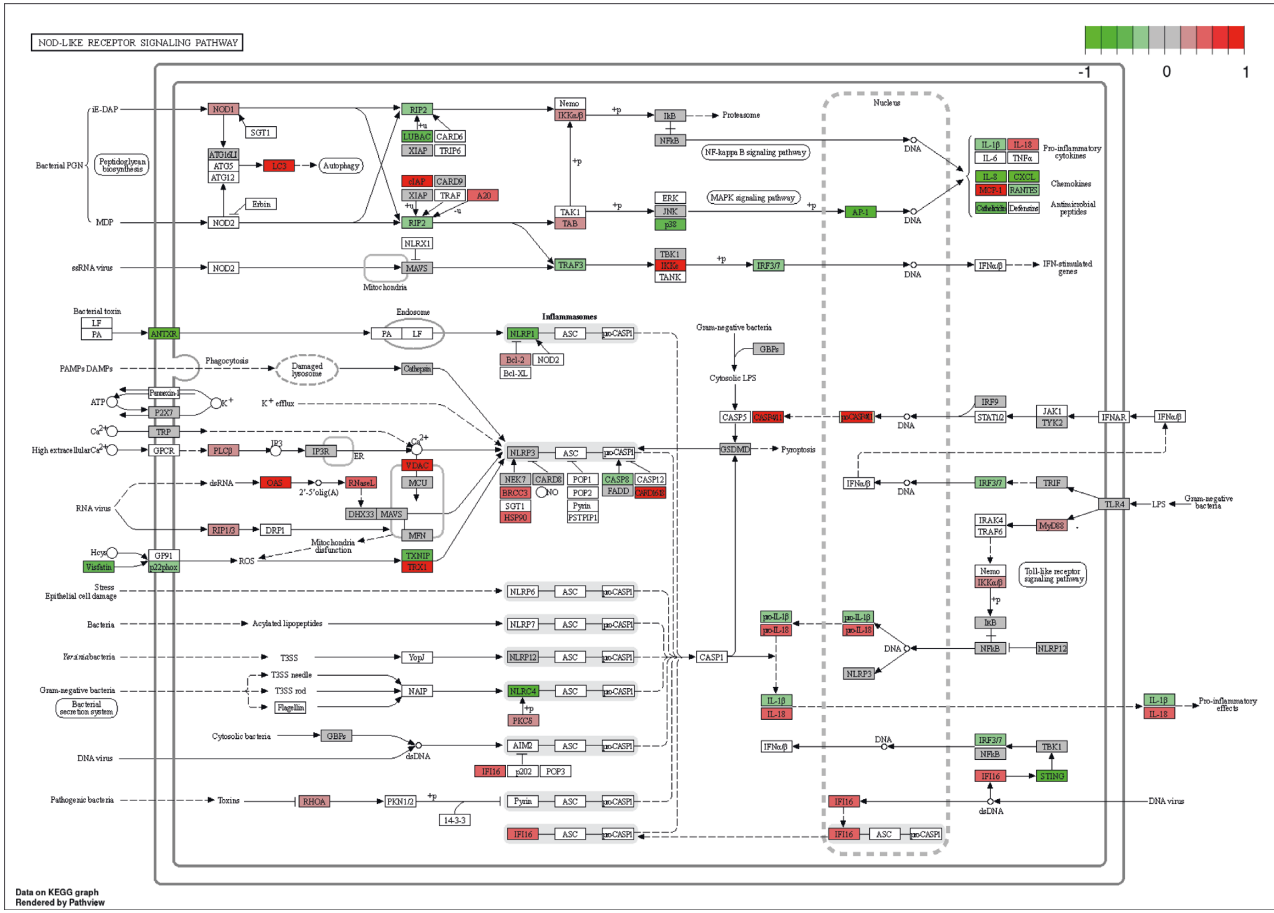 NOD-LIKE RECEPTOR SIGNALING PATHWAY
-1 0 1
Nucleus
iE-DAP
NOD1
SGT1
RIP2
+u
LUBAC CARD6
XIAP TRIP6
Nemo
IKKα/β
+p
IκB
Proteasome
NFκB
NF-kappa B signaling pathway
DNA
Bacterial PGN
Peptidoglycan
biosynthesis
ATG16L1
ATG5
ATG12
LC3
Autophagy
+p
IL-1β IL-18
IL-6 TNFα
Pro-inflammatory
cytokines
IL-8 CXCL
MCP-1 RANTES
Chemokines
Cathelicidin Defensins
Antimicrobial
peptides
cIAP CARD9
XIAP TRAF A20
+u -u
MDP
NOD2
Erbin
RIP2
TAK1
TAB
+p
ERK
JNK
p38
MAPK signaling pathway
+p
AP-1
DNA
NLRX1
ssRNA virus
NOD2
MAVS
Mitochondria
TRAF3
TBK1
IKKε
TANK
+p
IRF3/7
DNA
IFNα/β
IFN-stimulated
genes
Bacterial toxin
LF
PA
ANTXR
Endosome
PA LF
Inflammasomes
NLRP1 ASC pro-CASP1
Bcl-2 NOD2
Bcl-XL
Gram-negative bacteria
GBPs
Cytosolic LPS
PAMPs DAMPs
Phagocytosis
Damaged
lysosome
Cathepsin
Pannexin-1
ATP
K+
P2X7
K+ efflux
CASP5 CASP4/11
proCASP4/11
DNA
IRF9
STAT1/2
JAK1
TYK2
IFNAR
IFNα/β
Ca2+
TRP
High extracellularCa2+
GPCR
PLCβ
IP3
IP3R
ER
Ca2+
NLRP3 ASC pro-CASP1
GSDMD
Pyroptosis
VDAC
MCU
NEK7 CARD8
BRCC3 NO
SGT1
HSP90
POP1
POP2
Pyrin
PSTPIP1
CASP8 CASP12
FADD
IFNα/β
DNA
IRF3/7
TRIF
TLR4
LPS
Gram-negative
bacteria
RNA virus
dsRNA
OAS
2'-5'olig(A)
RNaseL
DHX33 MAVS
RIP1/3
DRP1
MFN
Mitochondria
disfunction
IRAK4
TRAF6
MyD88
Hcys
Visfatin
GP91
p22phox
ROS
TXNIP
TRX1
Nemo
IKKα/β
+p
Toll-like receptor
signaling pathway
Stress
Epithelial cell damage
NLRP6 ASC pro-CASP1
Bacteria
Acylated lipopeptides
NLRP7 ASC pro-CASP1
pro-IL-1β
pro-IL-18
pro-IL-1β
pro-IL-18
IκB
NFκB
NLRP12
DNA
NLRP3
Yersinia bacteria
T3SS
YopJ
NLRP12 ASC pro-CASP1
CASP1
Gram-negative bacteria
Bacterial
secretion system
T3SS needle
T3SS rod
Flagellin
NAIP
NLRC4 ASC pro-CASP1
+p
PKCδ
IL-1β
IL-18
IL-1β
IL-18
Pro-inflammatory
effects
Cytosolic bacteria
GBPs
DNA virus
dsDNA
AIM2 ASC pro-CASP1
IFI16 p202 POP3
IFNα/β
DNA
IRF3/7
NFκB
TBK1
IFI16
STING
Pathogenic bacteria
Toxins
RHOA
PKN1/2
+p
14-3-3
Pyrin ASC pro-CASP1
IFI16
dsDNA
DNA virus
IFI16 ASC pro-CASP1
IFI16 ASC pro-CASP1
Data on KEGG graph
Rendered by Pathview